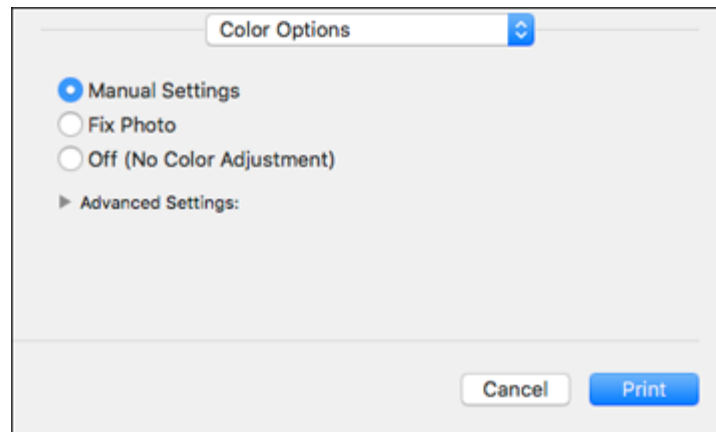 Color Options
Manual Settings
Fix Photo
Off (No Color Adjustment)
Advanced Settings:
Cancel Print